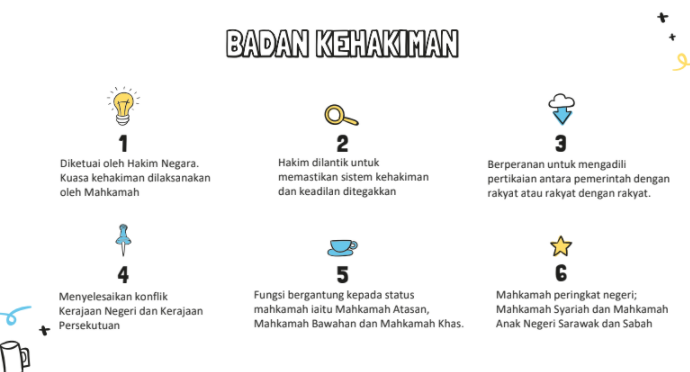 BADAN KEHAKIMAN
1
Diketuai oleh Hakim Negara.
Kuasa kehakiman dilaksanakan
oleh Mahkamah
2
Hakim dilantik untuk
memastikan sistem kehakiman
dan keadilan ditegakkan
3
Berperanan untuk mengadili
pertikaian antara pemerintah dengan
rakyat atau rakyat dengan rakyat.
4
Menyelesaikan konflik
Kerajaan Negeri dan Kerajaan
Persekutuan
5
Fungsi bergantung kepada status
mahkamah iaitu Mahkamah Atasan,
Mahkamah Bawahan dan Mahkamah Khas.
6
Mahkamah peringkat negeri;
Mahkamah Syariah dan Mahkamah
Anak Negeri Sarawak dan Sabah